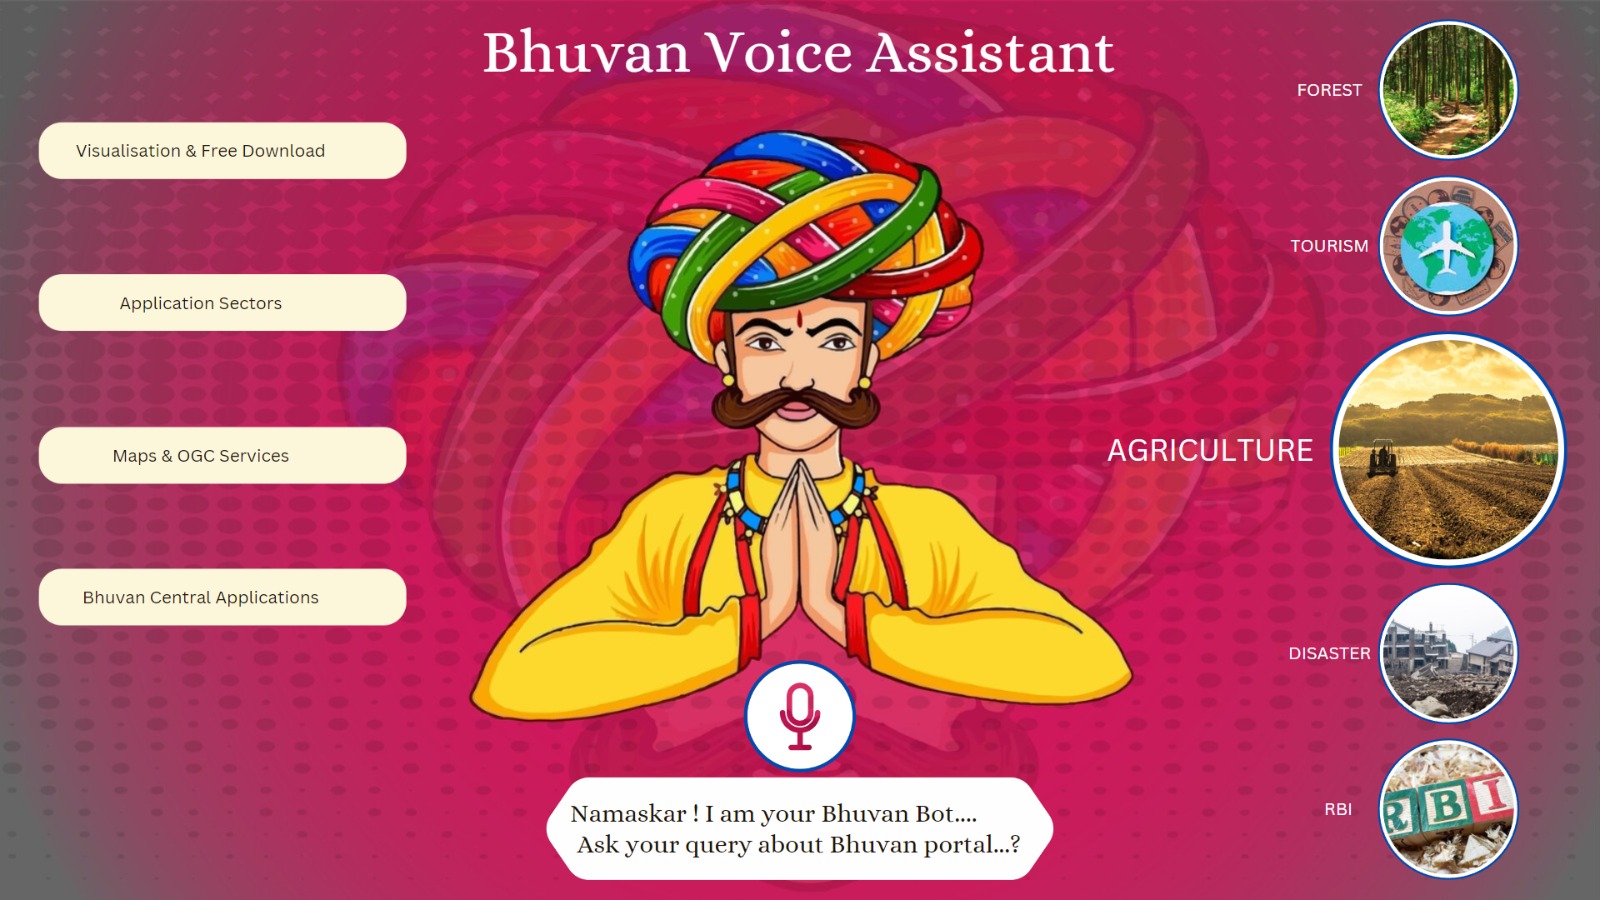 Bhuvan Voice Assistant
Visualisation & Free Download
Application Sectors
Maps & OGC Services
Bhuvan Central Applications
FOREST
TOURISM
AGRICULTURE
DISASTER
RBI
RBI
Namaskar ! I am your Bhuvan Bot....
Ask your query about Bhuvan portal...?